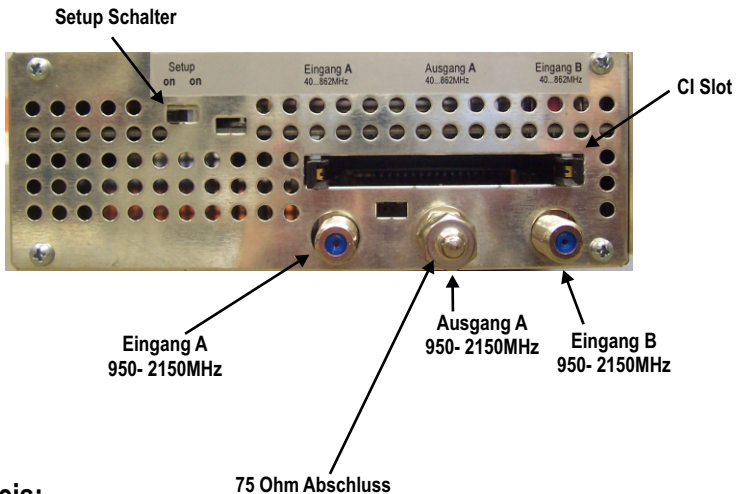 Setup Schalter
Setup
on on
Eingang A
40...862MHz
Ausgang A
40...862MHz
Eingang B
40...862MHz
CI Slot
Eingang A
950- 2150MHz
Ausgang A
950- 2150MHz
Eingang B
950- 2150MHz
75 Ohm Abschluss